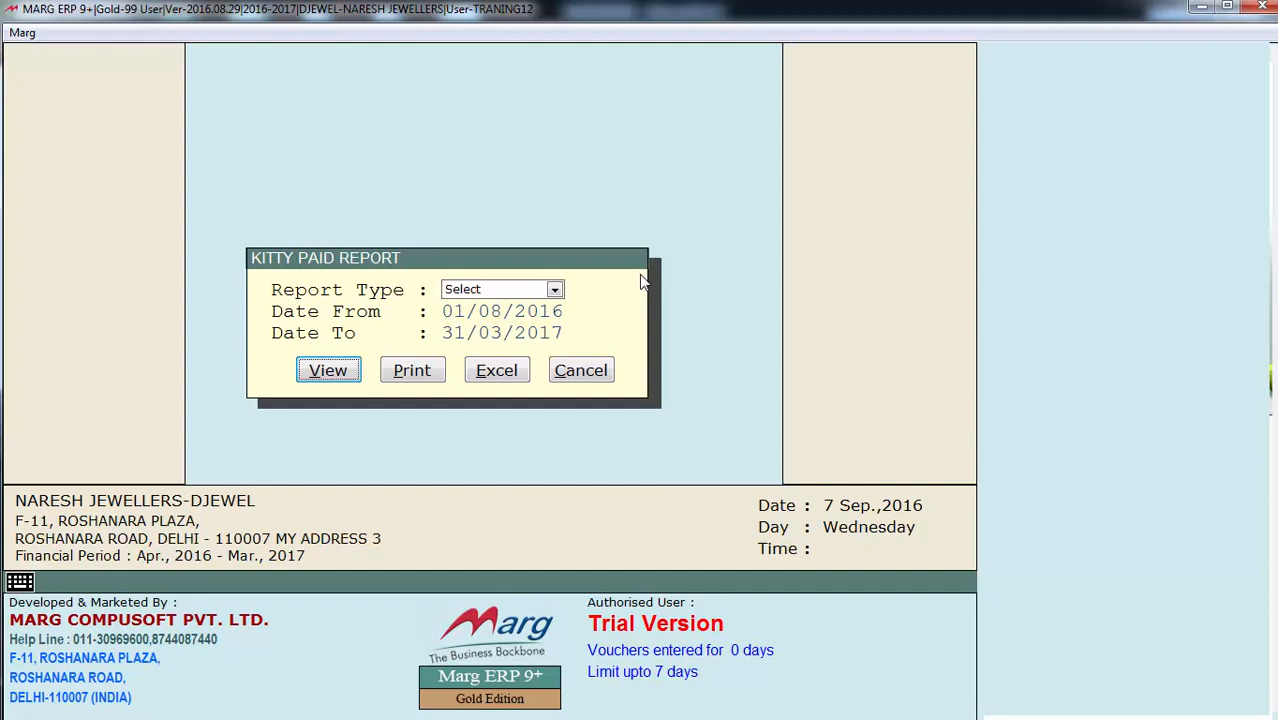 MARG ERP 9+|Gold-99 User|Ver-2016.08.29|2016-2017|DJEWEL-NARESH JEWELLERS|User-TRANING12
Marg
KITTY PAID REPORT
Report Type : Select
Date From : 01/08/2016
Date To : 31/03/2017
View Print Excel Cancel
NARESH JEWELLERS-DJEWEL
F-11, ROSHANARA PLAZA,
ROSHANARA ROAD, DELHI - 110007 MY ADDRESS 3
Financial Period : Apr., 2016 - Mar., 2017
Date : 7 Sep.,2016
Day : Wednesday
Time :
Developed & Marketed By :
MARG COMPUSOFT PVT. LTD.
Help Line : 011-30969600,8744087440
F-11, ROSHANARA PLAZA,
ROSHANARA ROAD,
DELHI-110007 (INDIA)
Marg
The Business Backbone
Marg ERP 9+
Gold Edition
Authorised User :
Trial Version
Vouchers entered for 0 days
Limit upto 7 days